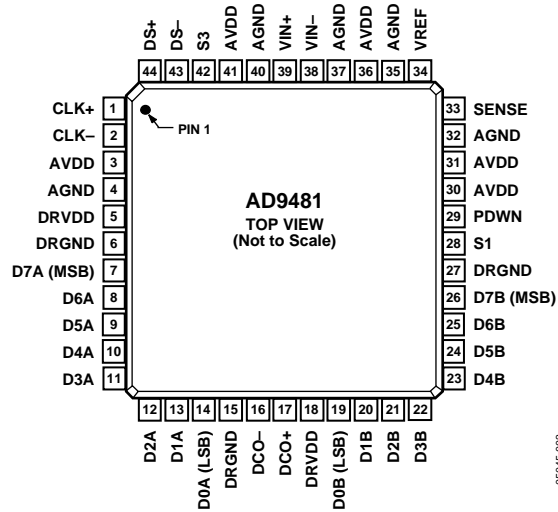 DS+
DS–
S3
AVDD
AGND
VIN+
VIN–
AGND
AVDD
AGND
VREF
44 43 42 41 40 39 38 37 36 35 34
CLK+ 1
CLK– 2
AVDD 3
AGND 4
DRVDD 5
DRGND 6
D7A (MSB) 7
D6A 8
D5A 9
D4A 10
D3A 11
PIN 1
AD9481
TOP VIEW
(Not to Scale)
33 SENSE
32 AGND
31 AVDD
30 AVDD
29 PDWN
28 S1
27 DRGND
26 D7B (MSB)
25 D6B
24 D5B
23 D4B
12 13 14 15 16 17 18 19 20 21 22
D2A
D1A
D0A (LSB)
DRGND
DCO–
DCO+
DRVDD
D0B (LSB)
D1B
D2B
D3B